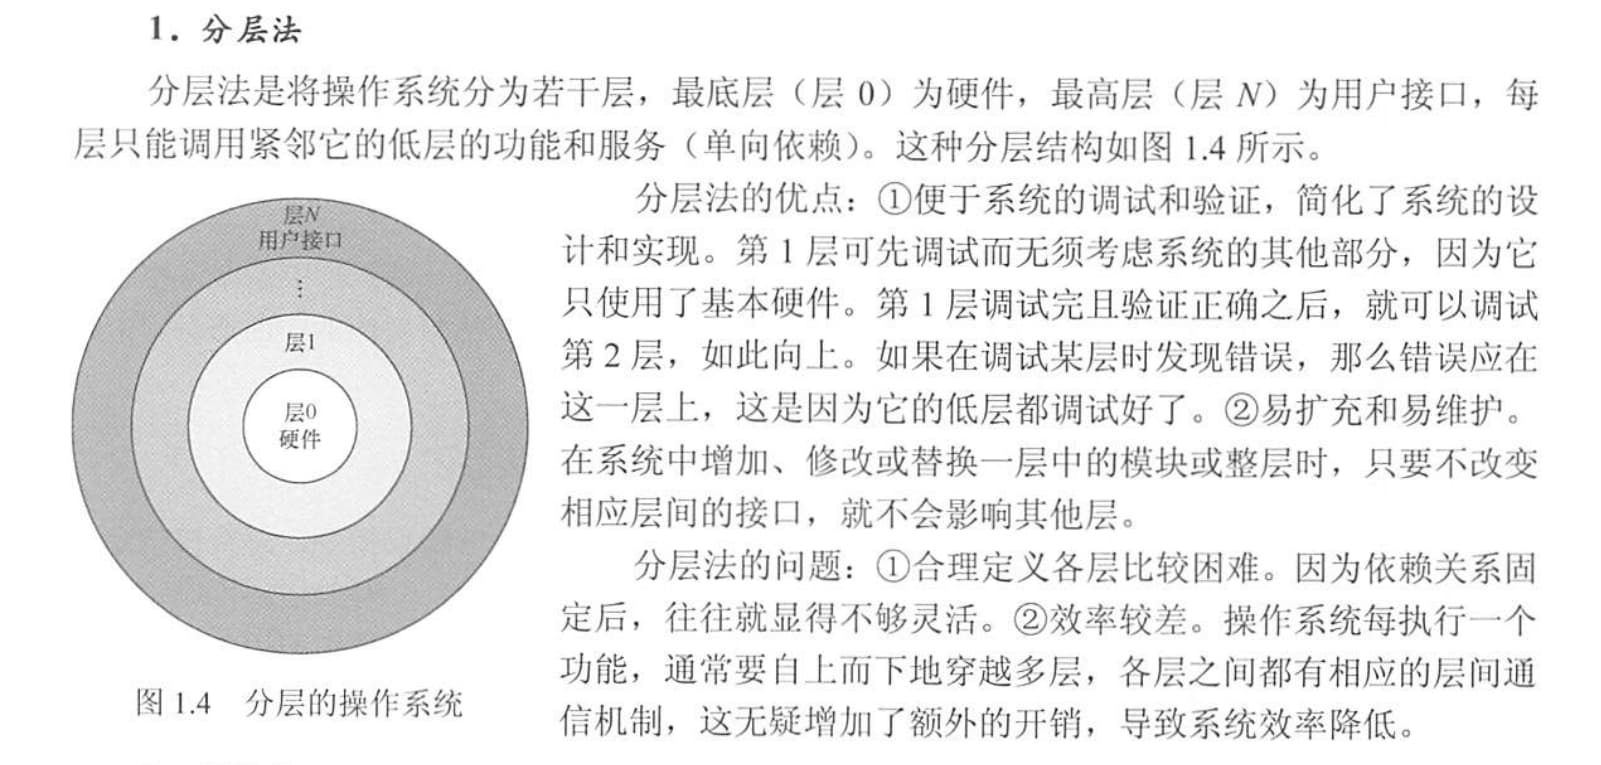 1. 分层法
分层法是将操作系统分为若干层，最底层（层 0）为硬件，最高层（层 N）为用户接口，每
层只能调用紧邻它的低层的功能和服务（单向依赖）。这种分层结构如图 1.4 所示。
层N
用户接口
⋮
层1
层0
硬件
图 1.4 分层的操作系统
分层法的优点：①便于系统的调试和验证，简化了系统的设
计和实现。第 1 层可先调试而无须考虑系统的其他部分，因为它
只使用了基本硬件。第 1 层调试完且验证正确之后，就可以调试
第 2 层，如此向上。如果在调试某层时发现错误，那么错误应在
这一层上，这是因为它的低层都调试好了。②易扩充和易维护。
在系统中增加、修改或替换一层中的模块或整层时，只要不改变
相应层间的接口，就不会影响其他层。
分层法的问题：①合理定义各层比较困难。因为依赖关系固
定后，往往就显得不够灵活。②效率较差。操作系统每执行一个
功能，通常要自上而下地穿越多层，各层之间都有相应的层间通
信机制，这无疑增加了额外的开销，导致系统效率降低。